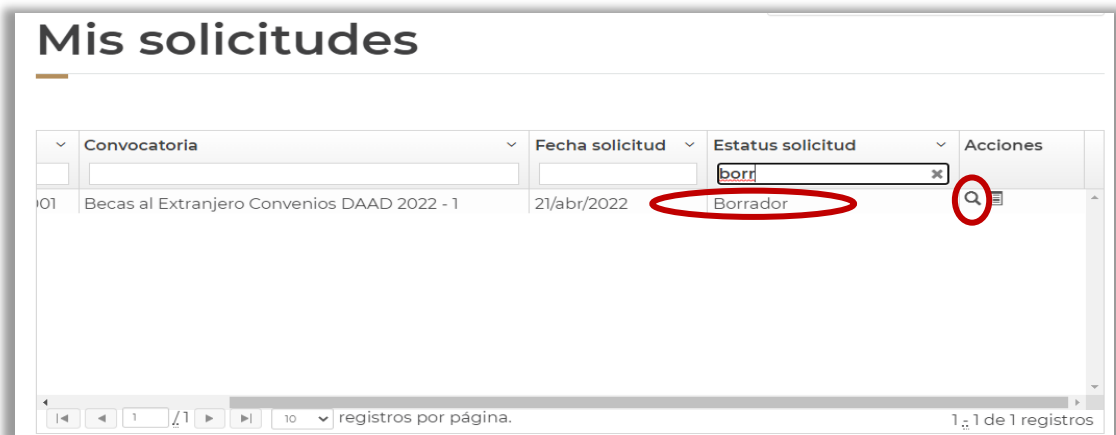 Mis solicitudes
Convocatoria Fecha solicitud Estatus solicitud Acciones
borr
001 Becas al Extranjero Convenios DAAD 2022 - 1 21/abr/2022 Borrador
1 / 1 10 registros por página. 1 - 1 de 1 registros